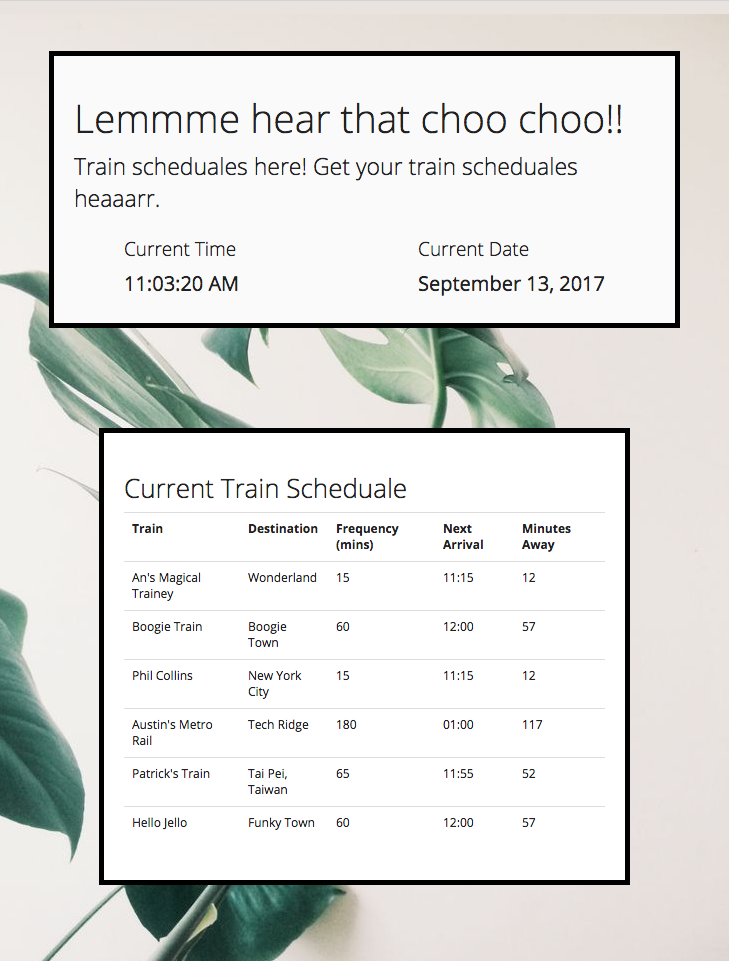 Lemmme hear that choo choo!!
Train scheduales here! Get your train scheduales
heaaarr.
Current Time Current Date
11:03:20 AM September 13, 2017
Current Train Scheduale
Train Destination Frequency (mins) Next Arrival Minutes Away
An's Magical Trainey Wonderland 15 11:15 12
Boogie Train Boogie Town 60 12:00 57
Phil Collins New York City 15 11:15 12
Austin's Metro Rail Tech Ridge 180 01:00 117
Patrick's Train Tai Pei, Taiwan 65 11:55 52
Hello Jello Funky Town 60 12:00 57